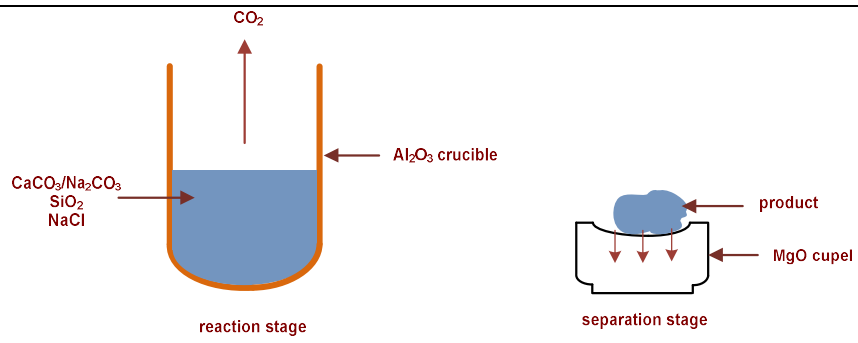 CO₂
Al₂O₃ crucible
CaCO₃/Na₂CO₃
SiO₂
NaCl
product
MgO cupel
reaction stage
separation stage